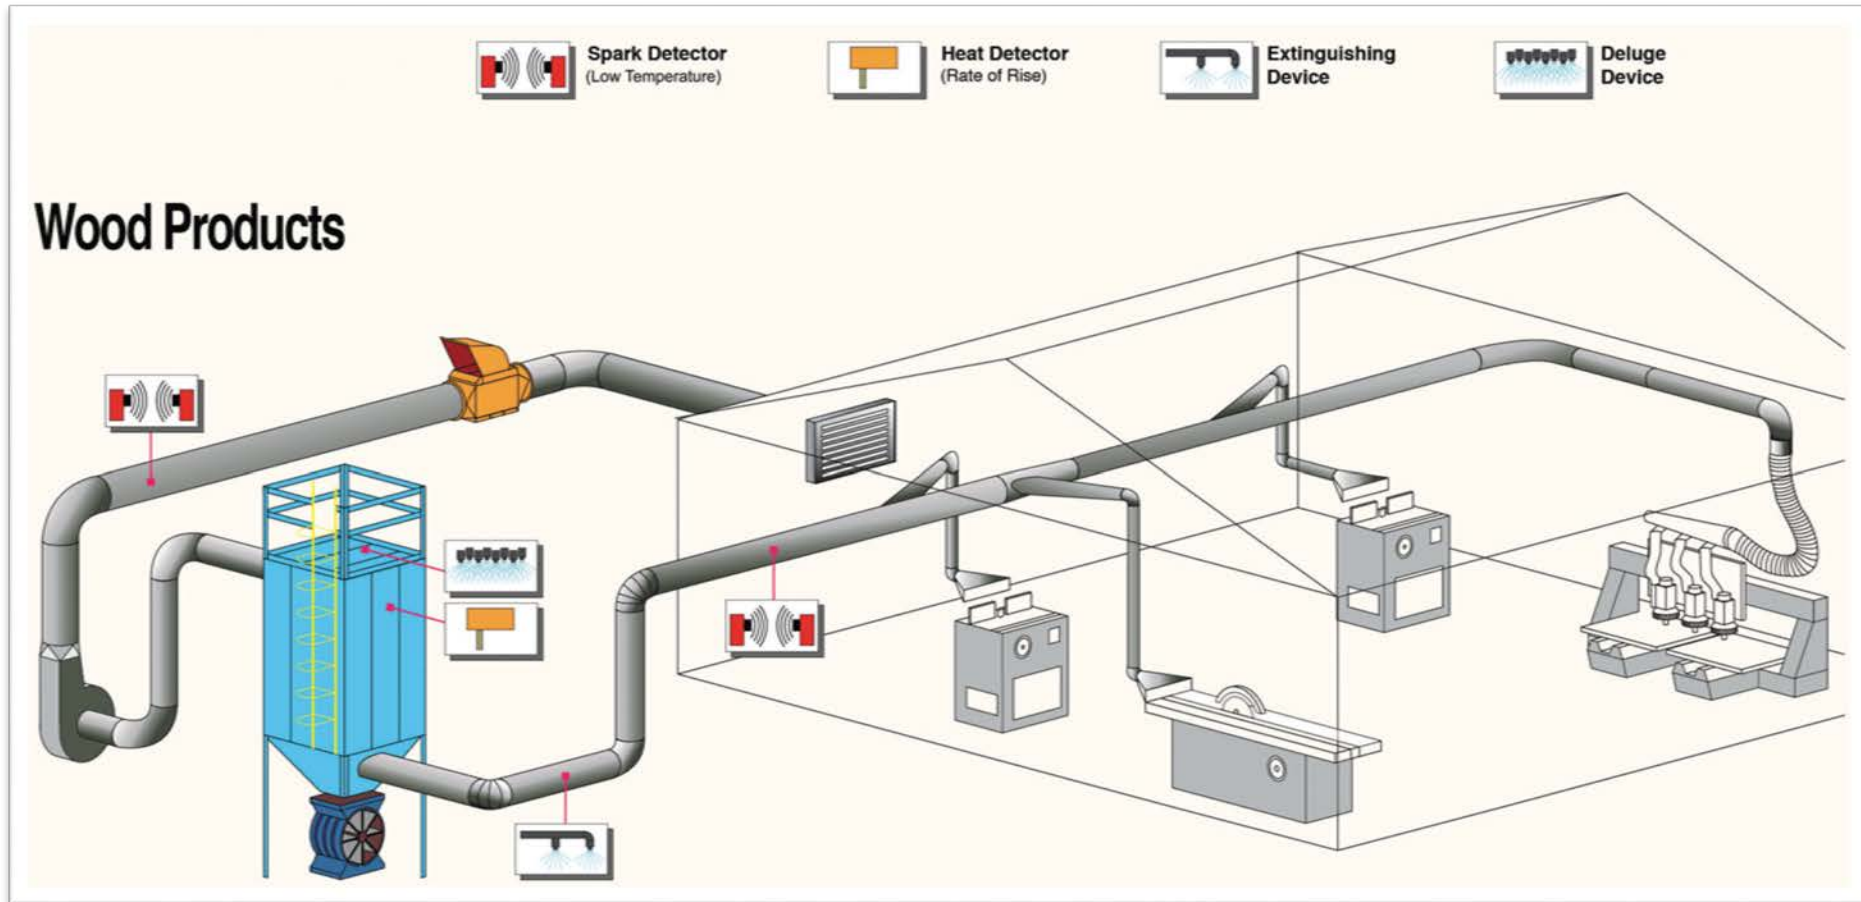 Spark Detector
(Low Temperature)
Heat Detector
(Rate of Rise)
Extinguishing
Device
Deluge
Device
Wood Products